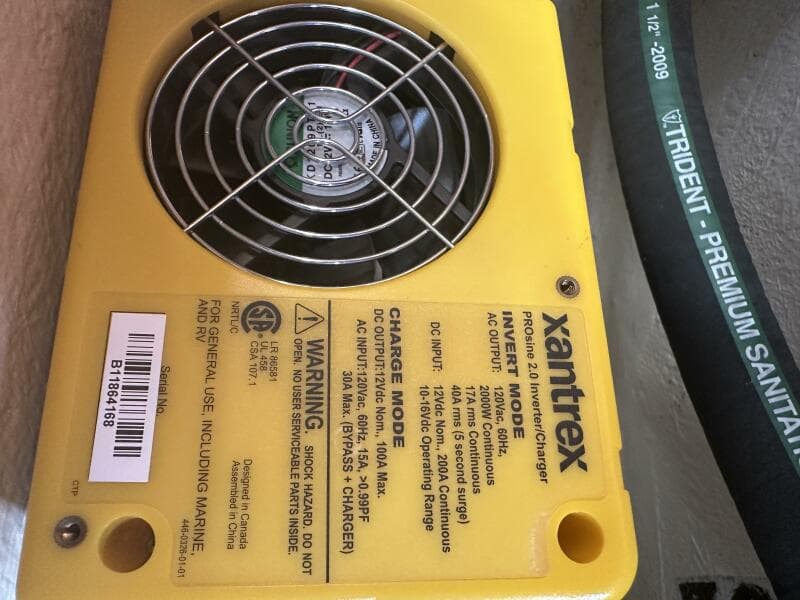 xantrex
PROsine 2.0 Inverter/Charger
INVERT MODE
AC OUTPUT: 120Vac, 60Hz,
2000W Continuous
17A rms Continuous
40A rms (5 second surge)
DC INPUT: 12Vdc Nom., 200A Continuous
10-16Vdc Operating Range
CHARGE MODE
DC OUTPUT:12Vdc Nom., 100A Max.
AC INPUT:120Vac, 60Hz, 15A, >0.99PF
30A Max. (BYPASS + CHARGER)
WARNING. SHOCK HAZARD. DO NOT
OPEN. NO USER SERVICEABLE PARTS INSIDE.
LR 86581
UL 458
CSA 107.1
NRTL/C
Designed in Canada
Assembled in China
FOR GENERAL USE, INCLUDING MARINE,
AND RV
446-0326-01-01
Serial No.
B11864168
CTP
1 1/2" -2009
TRIDENT - PREMIUM SANITAT
IN CHINA